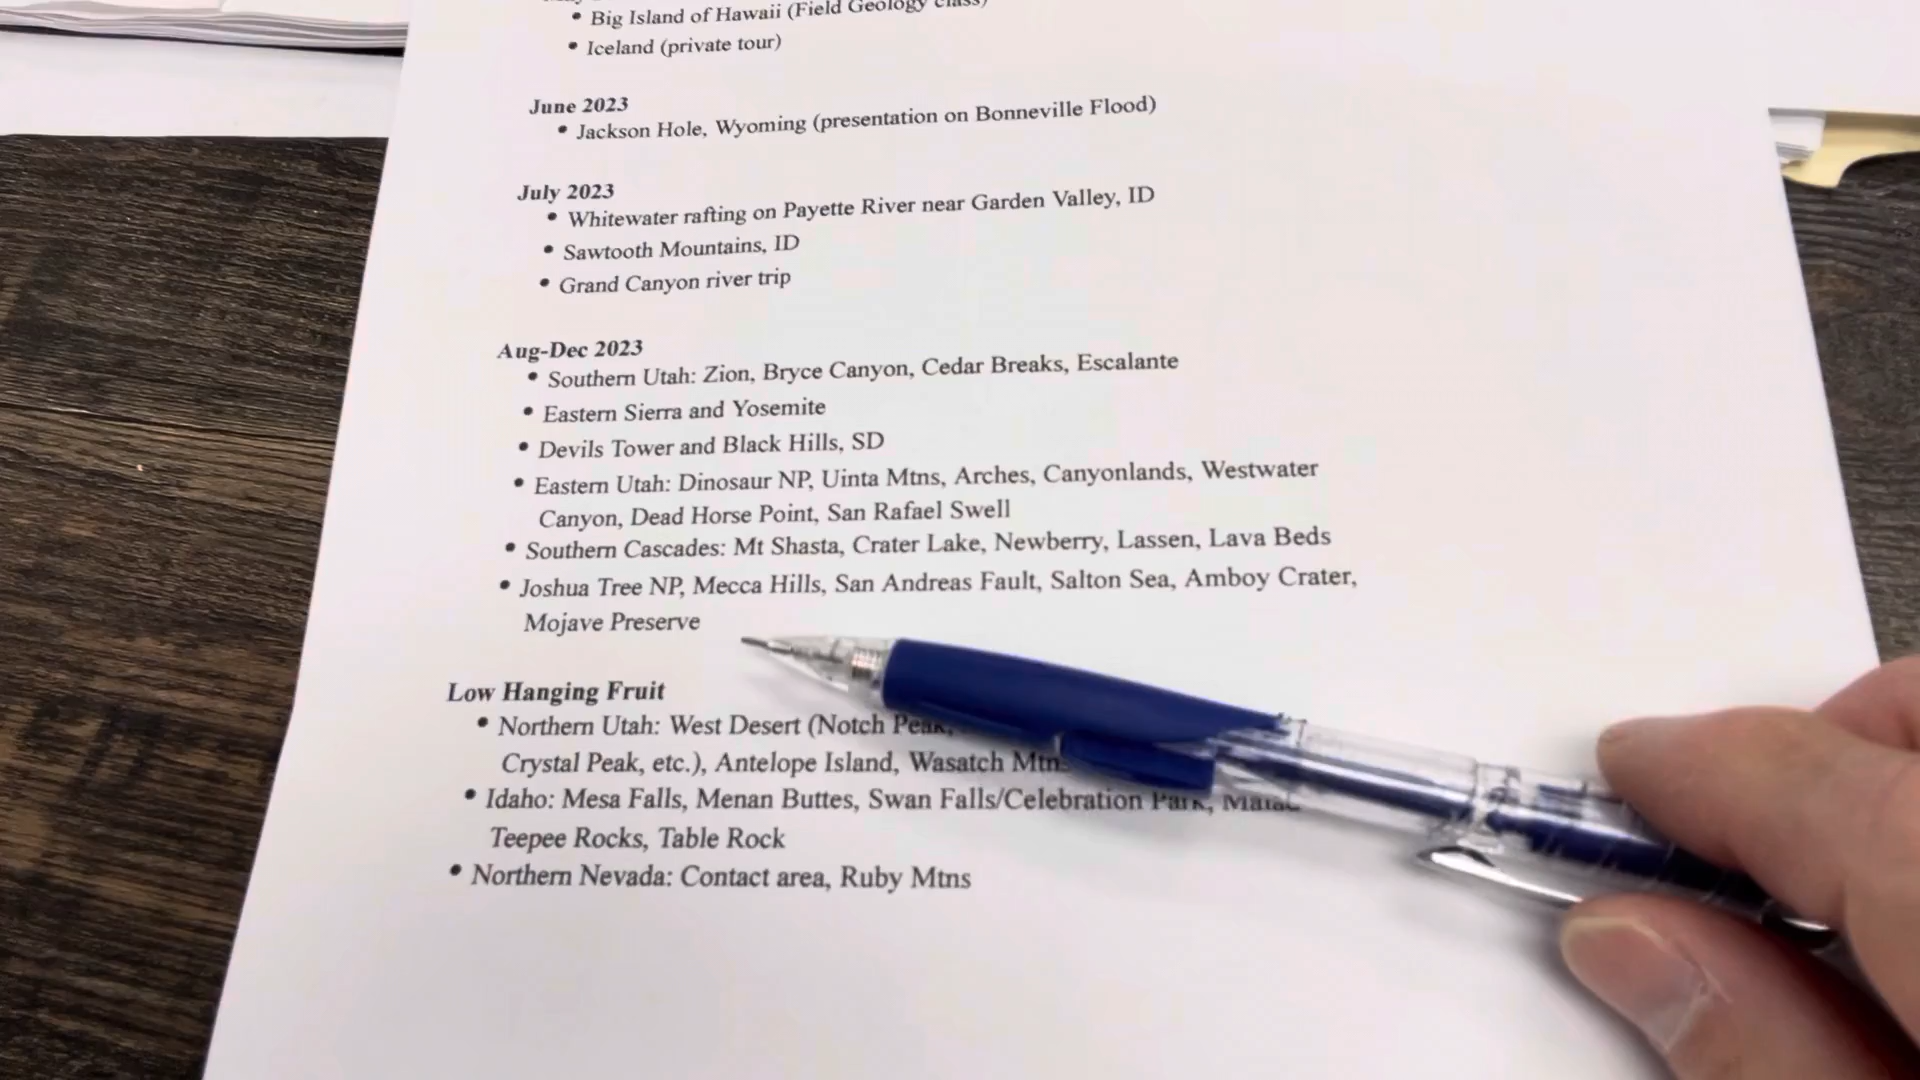 • Big Island of Hawaii (Field Geology class)
• Iceland (private tour)
June 2023
• Jackson Hole, Wyoming (presentation on Bonneville Flood)
July 2023
• Whitewater rafting on Payette River near Garden Valley, ID
• Sawtooth Mountains, ID
• Grand Canyon river trip
Aug-Dec 2023
• Southern Utah: Zion, Bryce Canyon, Cedar Breaks, Escalante
• Eastern Sierra and Yosemite
• Devils Tower and Black Hills, SD
• Eastern Utah: Dinosaur NP, Uinta Mtns, Arches, Canyonlands, Westwater
Canyon, Dead Horse Point, San Rafael Swell
• Southern Cascades: Mt Shasta, Crater Lake, Newberry, Lassen, Lava Beds
• Joshua Tree NP, Mecca Hills, San Andreas Fault, Salton Sea, Amboy Crater,
Mojave Preserve
Low Hanging Fruit
• Northern Utah: West Desert (Notch Peak,
Crystal Peak, etc.), Antelope Island, Wasatch Mtns
• Idaho: Mesa Falls, Menan Buttes, Swan Falls/Celebration Park,
Teepee Rocks, Table Rock
• Northern Nevada: Contact area, Ruby Mtns